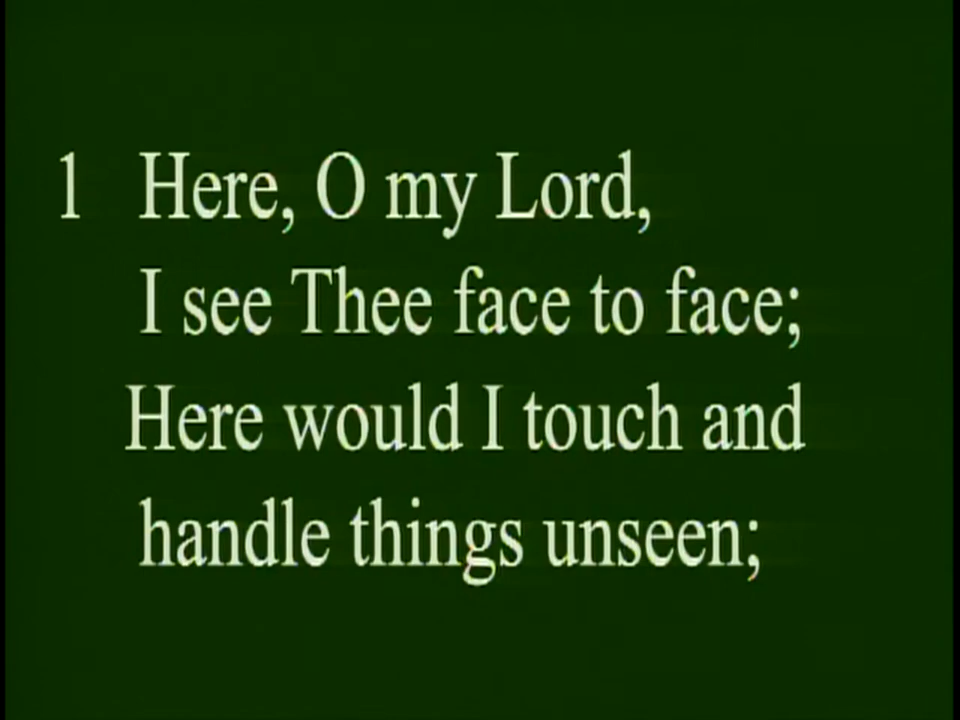 1 Here, O my Lord,
I see Thee face to face;
Here would I touch and
handle things unseen;